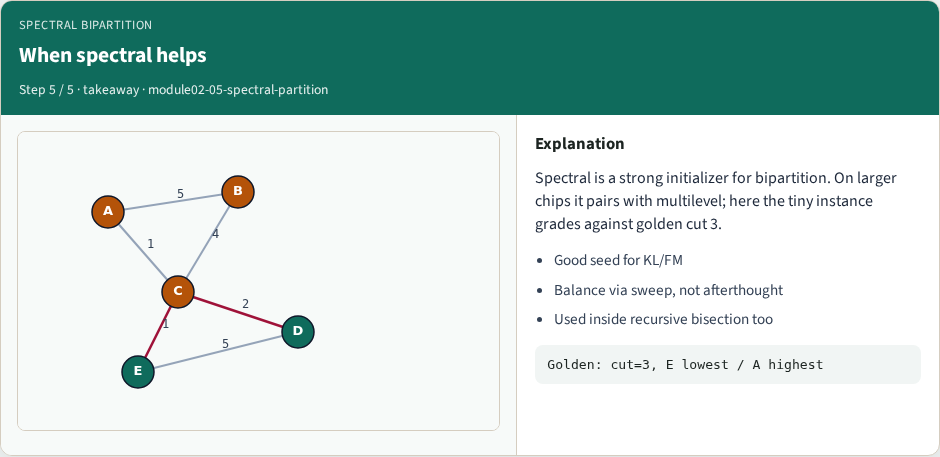 SPECTRAL BIPARTITION
When spectral helps
Step 5 / 5 · takeaway · module02-05-spectral-partition
A
B
C
D
E
5
1
4
2
1
5
Explanation
Spectral is a strong initializer for bipartition. On larger
chips it pairs with multilevel; here the tiny instance
grades against golden cut 3.
• Good seed for KL/FM
• Balance via sweep, not afterthought
• Used inside recursive bisection too
Golden: cut=3, E lowest / A highest